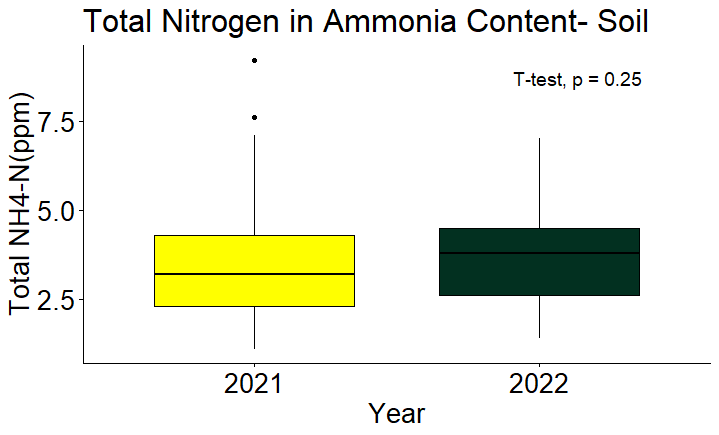 Total Nitrogen in Ammonia Content- Soil
T-test, p = 0.25
Total NH4-N(ppm)
7.5
5.0
2.5
2021
2022
Year